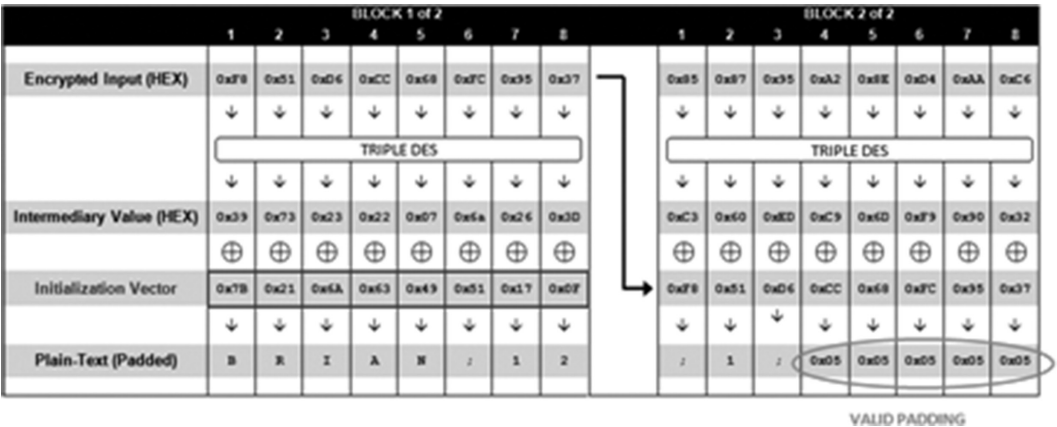 BLOCK 1 of 2 BLOCK 2 of 2
1 2 3 4 5 6 7 8 1 2 3 4 5 6 7 8
Encrypted Input (HEX) 0xF8 0x51 0xD6 0xCC 0x68 0xFC 0x95 0x37 0x85 0x87 0x95 0xA2 0x8E 0xD4 0xAA 0xC6
TRIPLE DES TRIPLE DES
Intermediary Value (HEX) 0x39 0x73 0x23 0x22 0x07 0x6a 0x26 0x3D 0xC3 0x60 0xED 0xC9 0x6D 0xF9 0x90 0x32
Initialization Vector 0x7B 0x21 0x6A 0x63 0x49 0x51 0x17 0x0F 0xF8 0x51 0xD6 0xCC 0x68 0xFC 0x95 0x37
Plain-Text (Padded) B R I A N ; 1 2 ; 1 ; 0x05 0x05 0x05 0x05 0x05
VALID PADDING